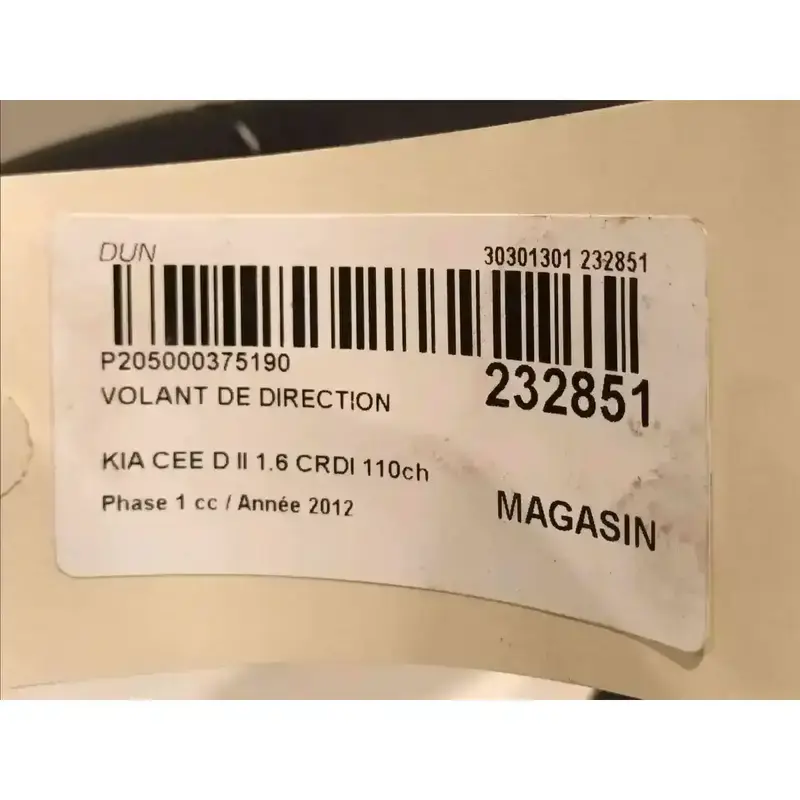 DUN
30301301 232851
P205000375190
232851
VOLANT DE DIRECTION
KIA CEE D II 1.6 CRDI 110ch
Phase 1 cc / Année 2012
MAGASIN